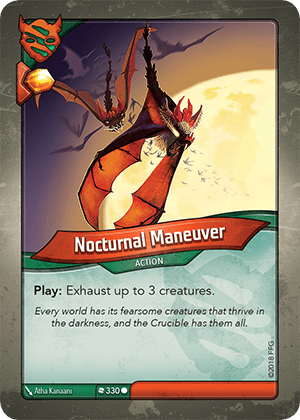 Nocturnal Maneuver
ACTION
Play: Exhaust up to 3 creatures.
Every world has its fearsome creatures that thrive in
the darkness, and the Crucible has them all.
©2018 FFG
Atha Kanaani
330